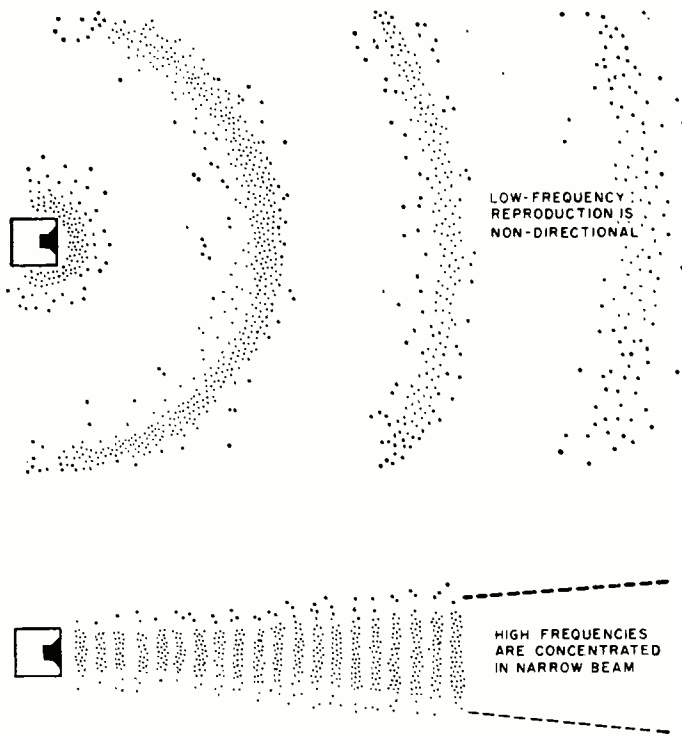 LOW-FREQUENCY
REPRODUCTION IS
NON-DIRECTIONAL
HIGH FREQUENCIES
ARE CONCENTRATED
IN NARROW BEAM